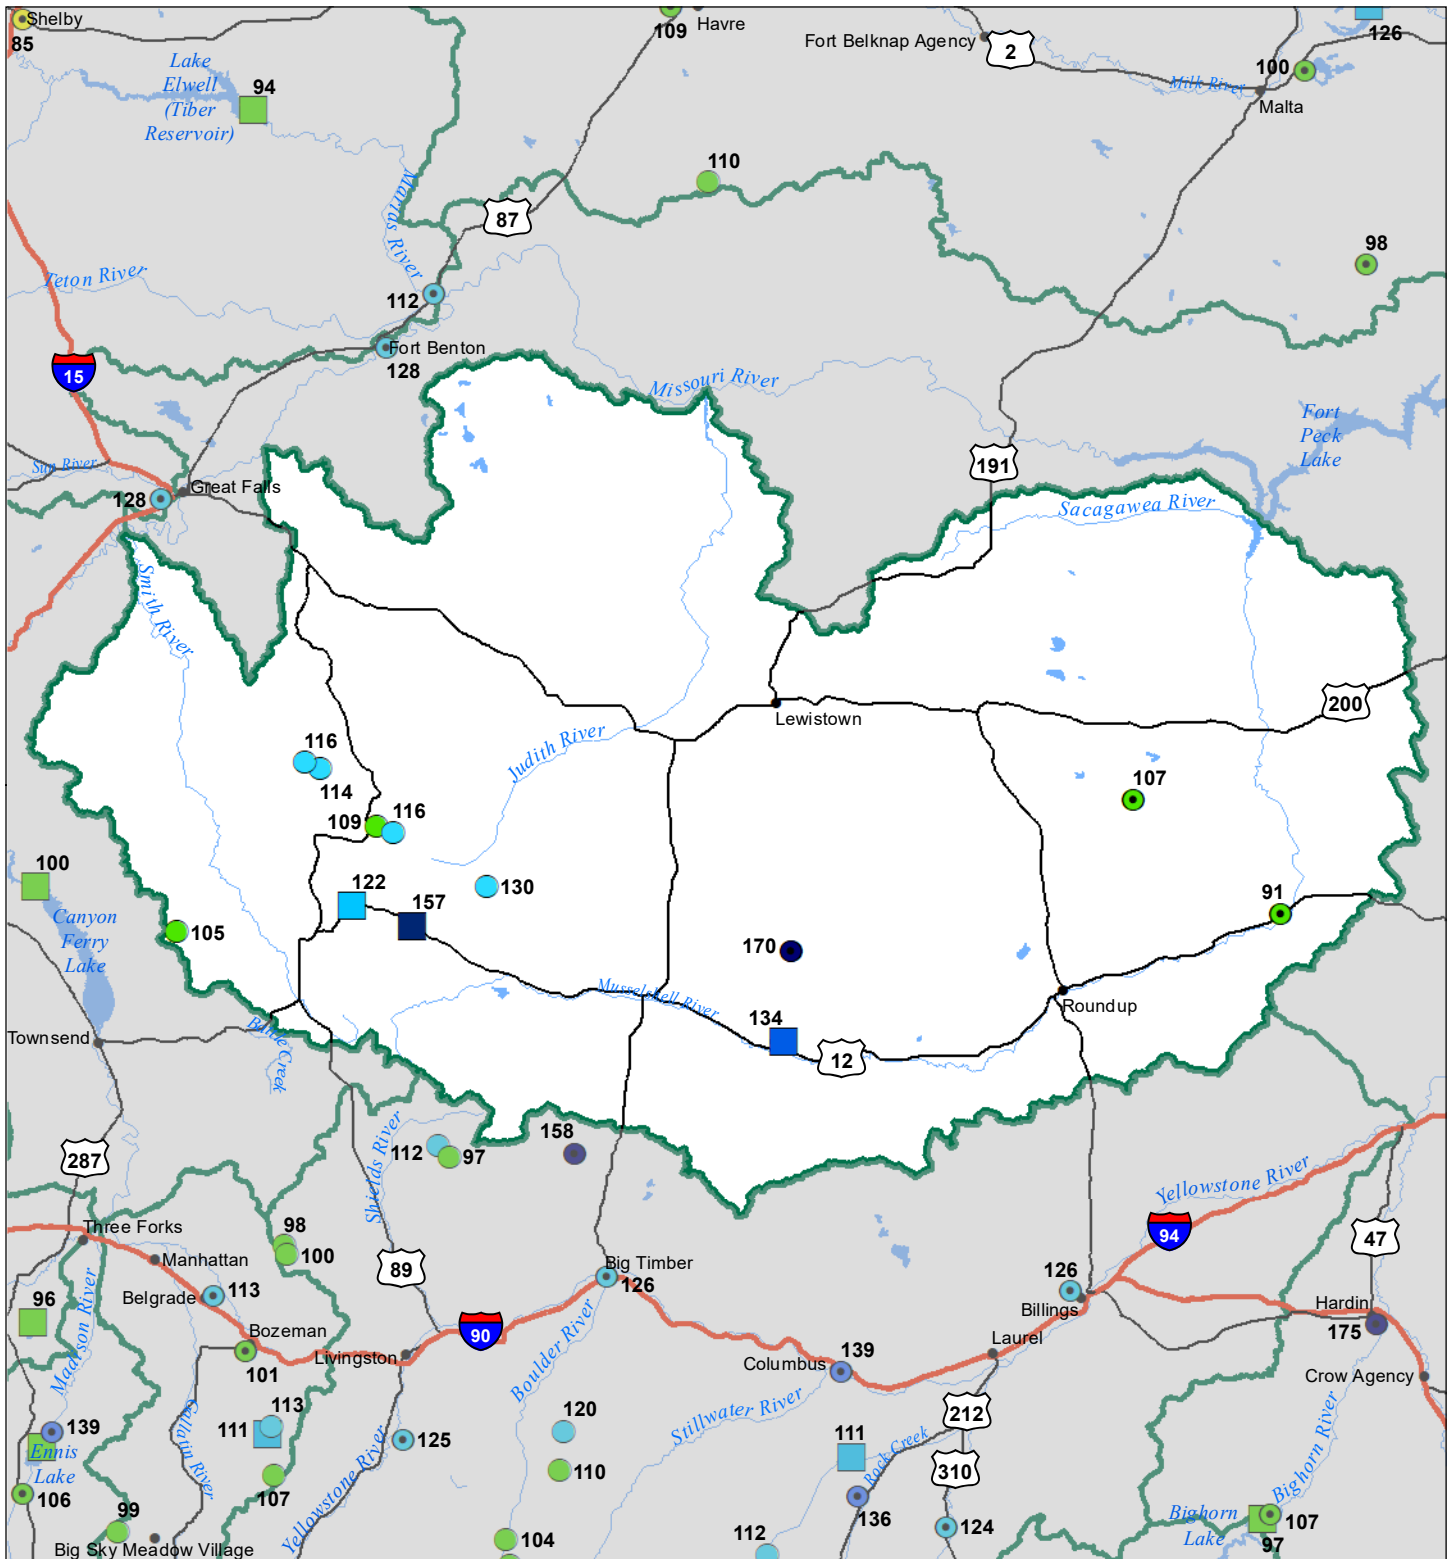 Shelby
85
Lake
Elwell
(Tiber
Reservoir)
94
109
Havre
Fort Belknap Agency
2
126
100
Milk River
Malta
110
Marias River
87
98
Teton River
112
Fort Benton
128
15
Missouri River
Fort
Peck
Lake
191
Sun River
Great Falls
128
Sacagawea River
Smith River
200
Lewistown
Judith River
116
114
107
109
116
100
122
130
157
91
Canyon
Ferry
Lake
105
170
Musselshell River
Roundup
134
12
Townsend
Battle Creek
287
Shields River
112
97
158
Yellowstone River
94
47
Three Forks
98
100
Manhattan
89
Big Timber
126
126
Billings
Hardin
175
Belgrade
113
96
Madison River
Bozeman
101
Livingston
90
Boulder River
Laurel
Columbus
139
Crow Agency
139
Ennis
Lake
106
Gallatin River
113
111
107
125
Yellowstone River
120
110
Stillwater River
212
111
Rock Creek
310
136
124
Bighorn River
Bighorn
Lake
107
97
99
Big Sky Meadow Village
104
112